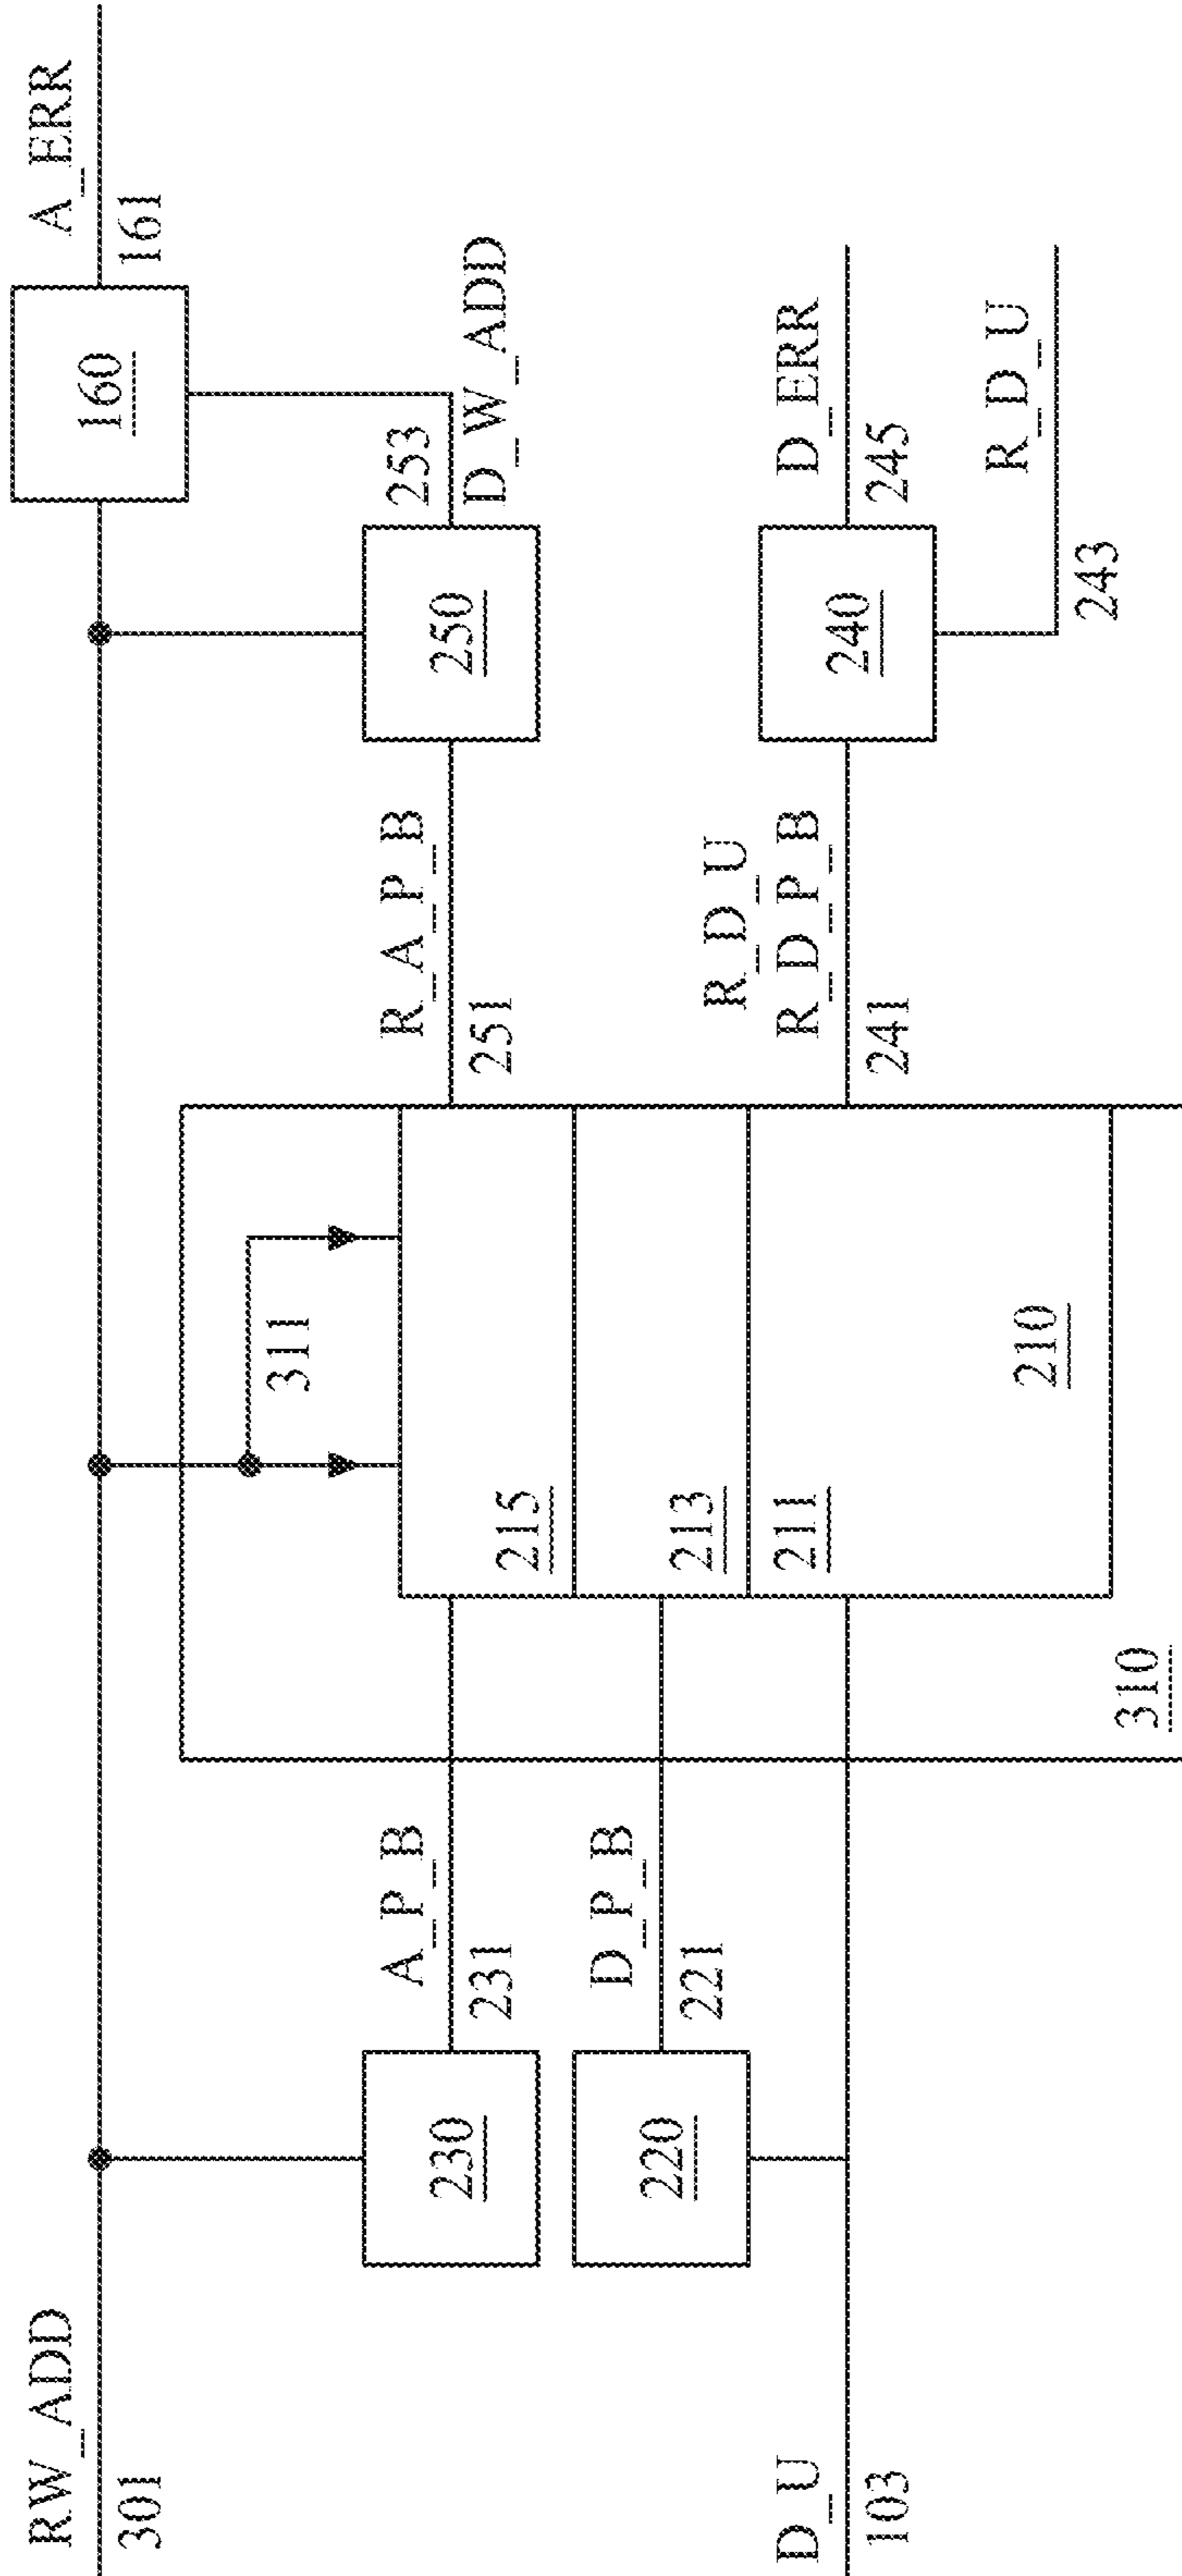 RW_ADD
301
A_ERR
161
160
230
A_P_B
231
311
R_A_P_B
251
250
253
D_W_ADD
215
220
D_P_B
221
213
211
D_U
103
210
310
R_D_U
R_D_P_B
241
240
D_ERR
245
R_D_U
243